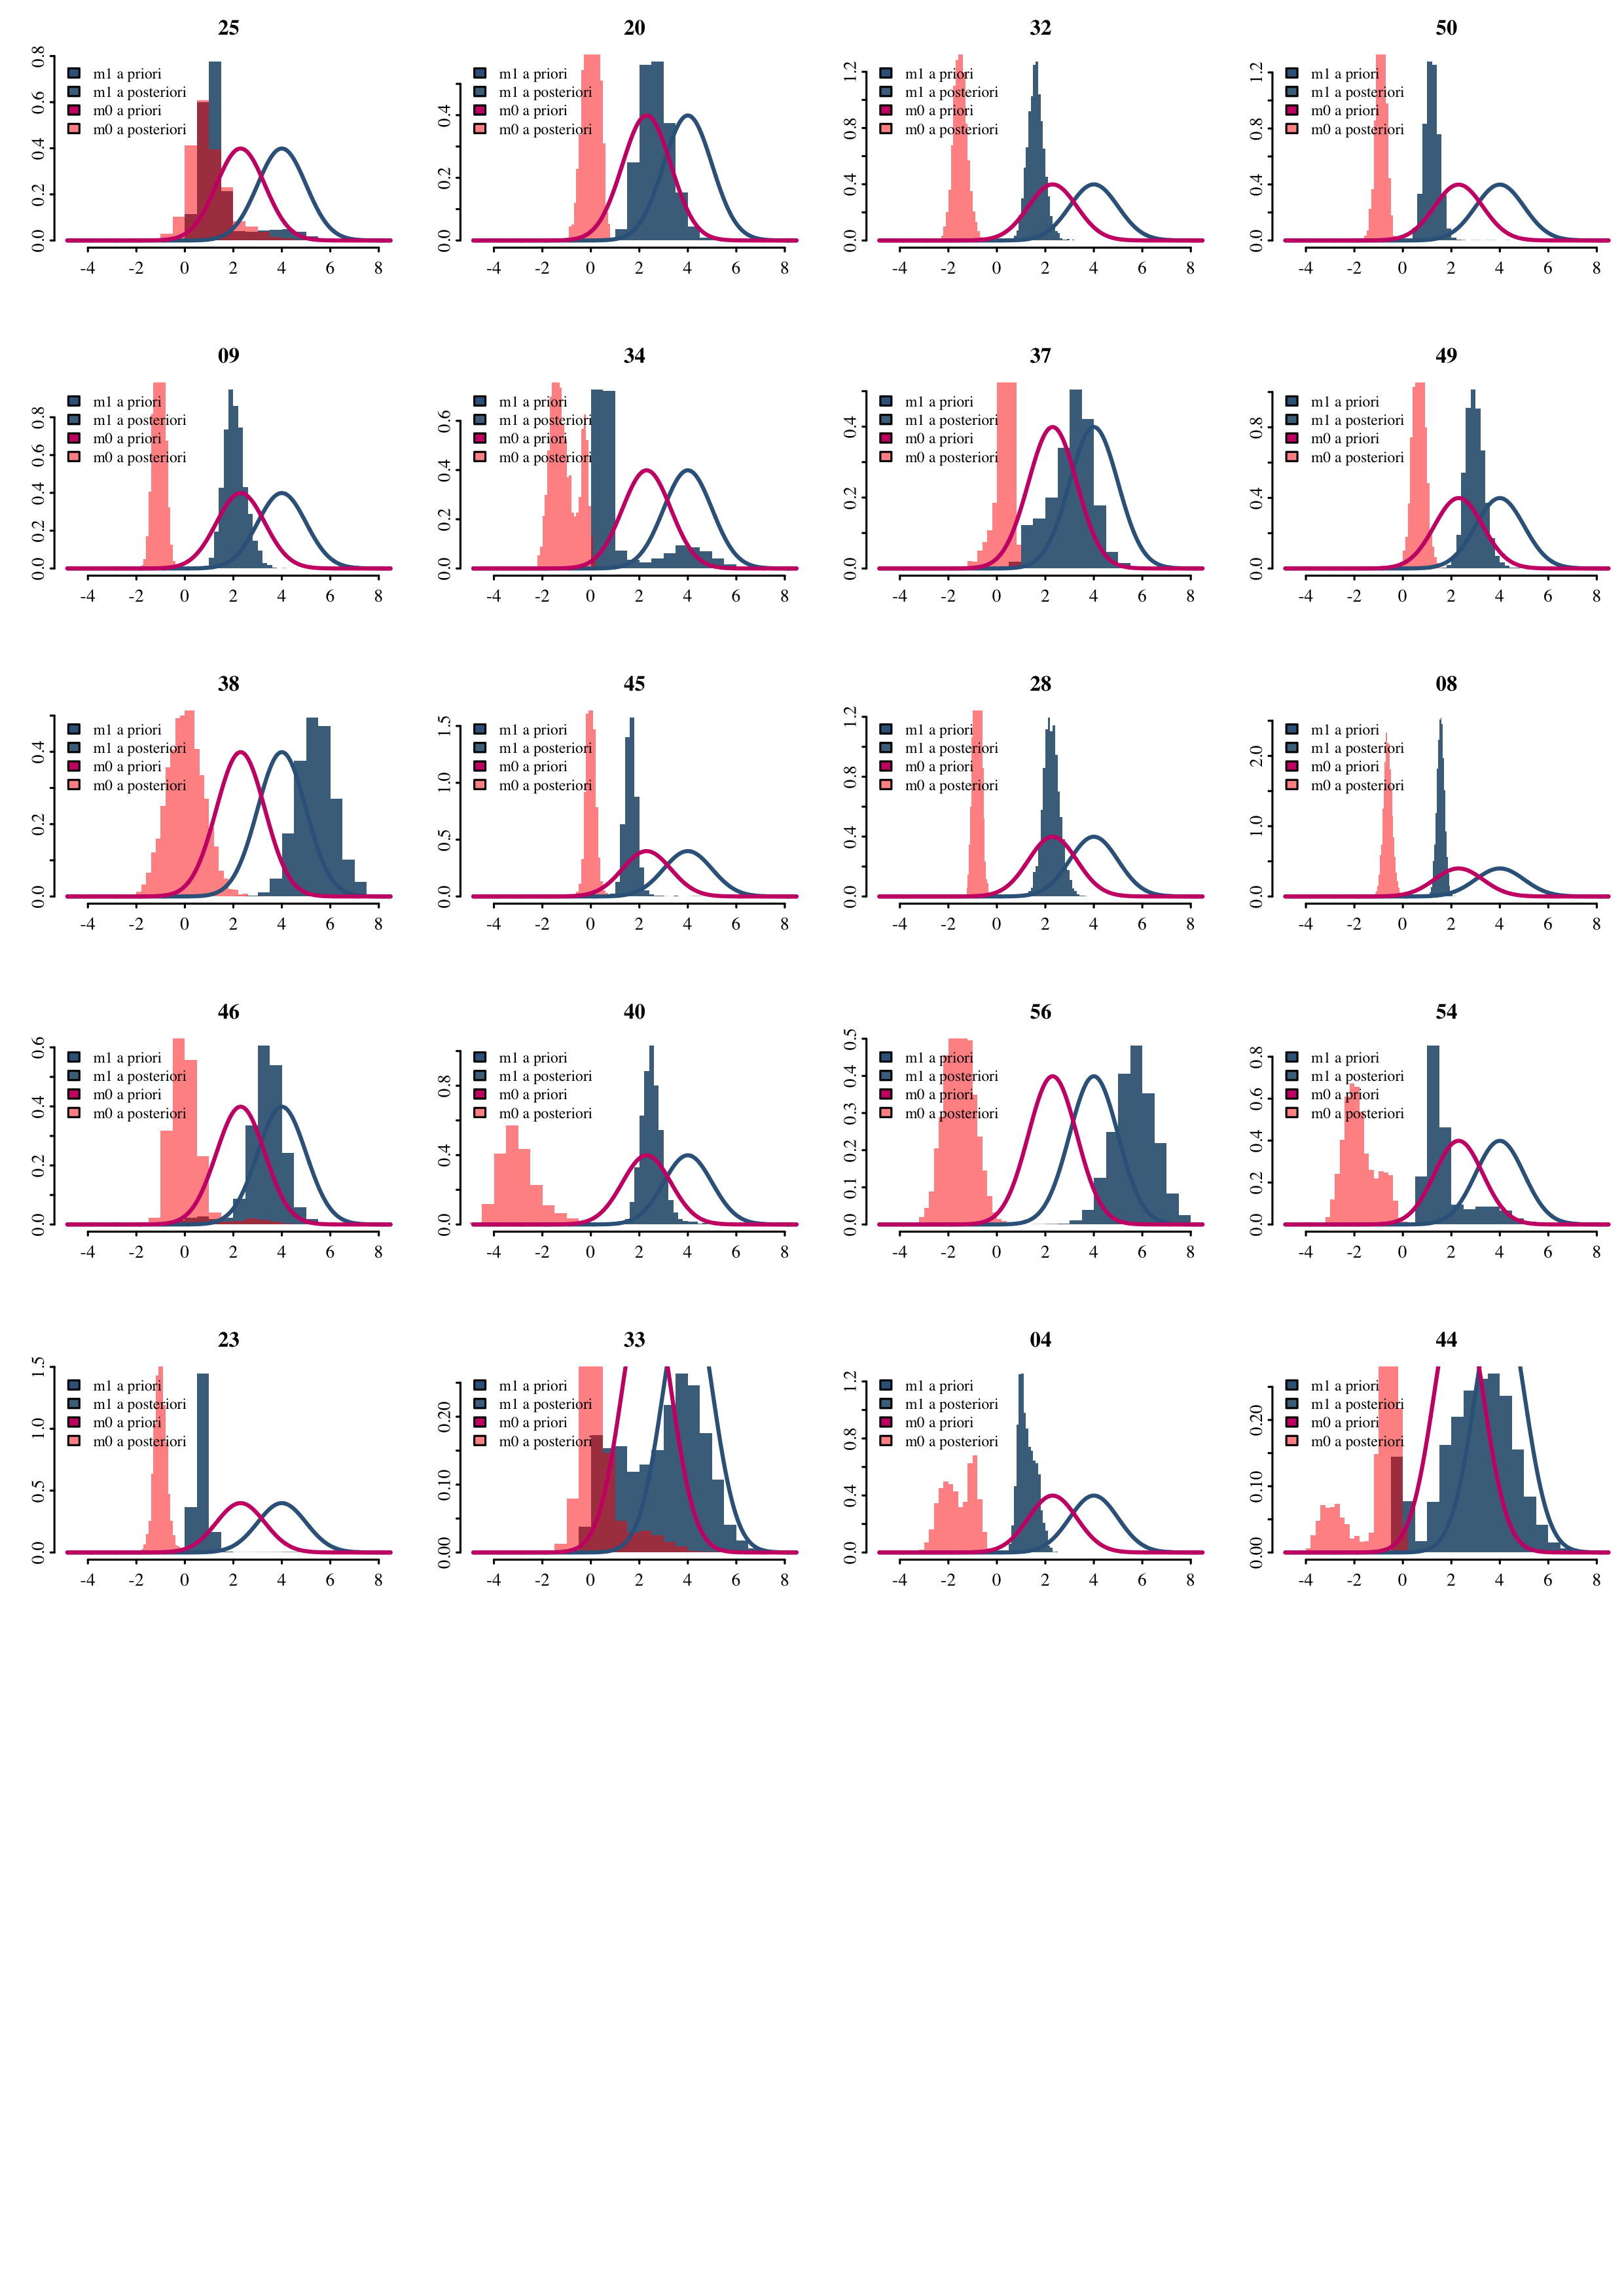 25
0.0 0.2 0.4 0.6 0.8
m1 a priori
m1 a posteriori
m0 a priori
m0 a posteriori
-4 -2 0 2 4 6 8
20
0.0 0.2 0.4
m1 a priori
m1 a posteriori
m0 a priori
m0 a posteriori
-4 -2 0 2 4 6 8
32
0.0 0.4 0.8 1.2
m1 a priori
m1 a posteriori
m0 a priori
m0 a posteriori
-4 -2 0 2 4 6 8
50
0.0 0.4 0.8 1.2
m1 a priori
m1 a posteriori
m0 a priori
m0 a posteriori
-4 -2 0 2 4 6 8
09
0.0 0.2 0.4 0.6 0.8
m1 a priori
m1 a posteriori
m0 a priori
m0 a posteriori
-4 -2 0 2 4 6 8
34
0.0 0.2 0.4 0.6
m1 a priori
m1 a posteriori
m0 a priori
m0 a posteriori
-4 -2 0 2 4 6 8
37
0.0 0.2 0.4
m1 a priori
m1 a posteriori
m0 a priori
m0 a posteriori
-4 -2 0 2 4 6 8
49
0.0 0.4 0.8
m1 a priori
m1 a posteriori
m0 a priori
m0 a posteriori
-4 -2 0 2 4 6 8
38
0.0 0.2 0.4
m1 a priori
m1 a posteriori
m0 a priori
m0 a posteriori
-4 -2 0 2 4 6 8
45
0.0 0.5 1.0 1.5
m1 a priori
m1 a posteriori
m0 a priori
m0 a posteriori
-4 -2 0 2 4 6 8
28
0.0 0.4 0.8 1.2
m1 a priori
m1 a posteriori
m0 a priori
m0 a posteriori
-4 -2 0 2 4 6 8
08
0.0 1.0 2.0
m1 a priori
m1 a posteriori
m0 a priori
m0 a posteriori
-4 -2 0 2 4 6 8
46
0.0 0.2 0.4 0.6
m1 a priori
m1 a posteriori
m0 a priori
m0 a posteriori
-4 -2 0 2 4 6 8
40
0.0 0.4 0.8
m1 a priori
m1 a posteriori
m0 a priori
m0 a posteriori
-4 -2 0 2 4 6 8
56
0.0 0.1 0.2 0.3 0.4 0.5
m1 a priori
m1 a posteriori
m0 a priori
m0 a posteriori
-4 -2 0 2 4 6 8
54
0.0 0.2 0.4 0.6 0.8
m1 a priori
m1 a posteriori
m0 a priori
m0 a posteriori
-4 -2 0 2 4 6 8
23
0.0 0.5 1.0 1.5
m1 a priori
m1 a posteriori
m0 a priori
m0 a posteriori
-4 -2 0 2 4 6 8
33
0.00 0.10 0.20
m1 a priori
m1 a posteriori
m0 a priori
m0 a posteriori
-4 -2 0 2 4 6 8
04
0.0 0.4 0.8 1.2
m1 a priori
m1 a posteriori
m0 a priori
m0 a posteriori
-4 -2 0 2 4 6 8
44
0.00 0.10 0.20
m1 a priori
m1 a posteriori
m0 a priori
m0 a posteriori
-4 -2 0 2 4 6 8